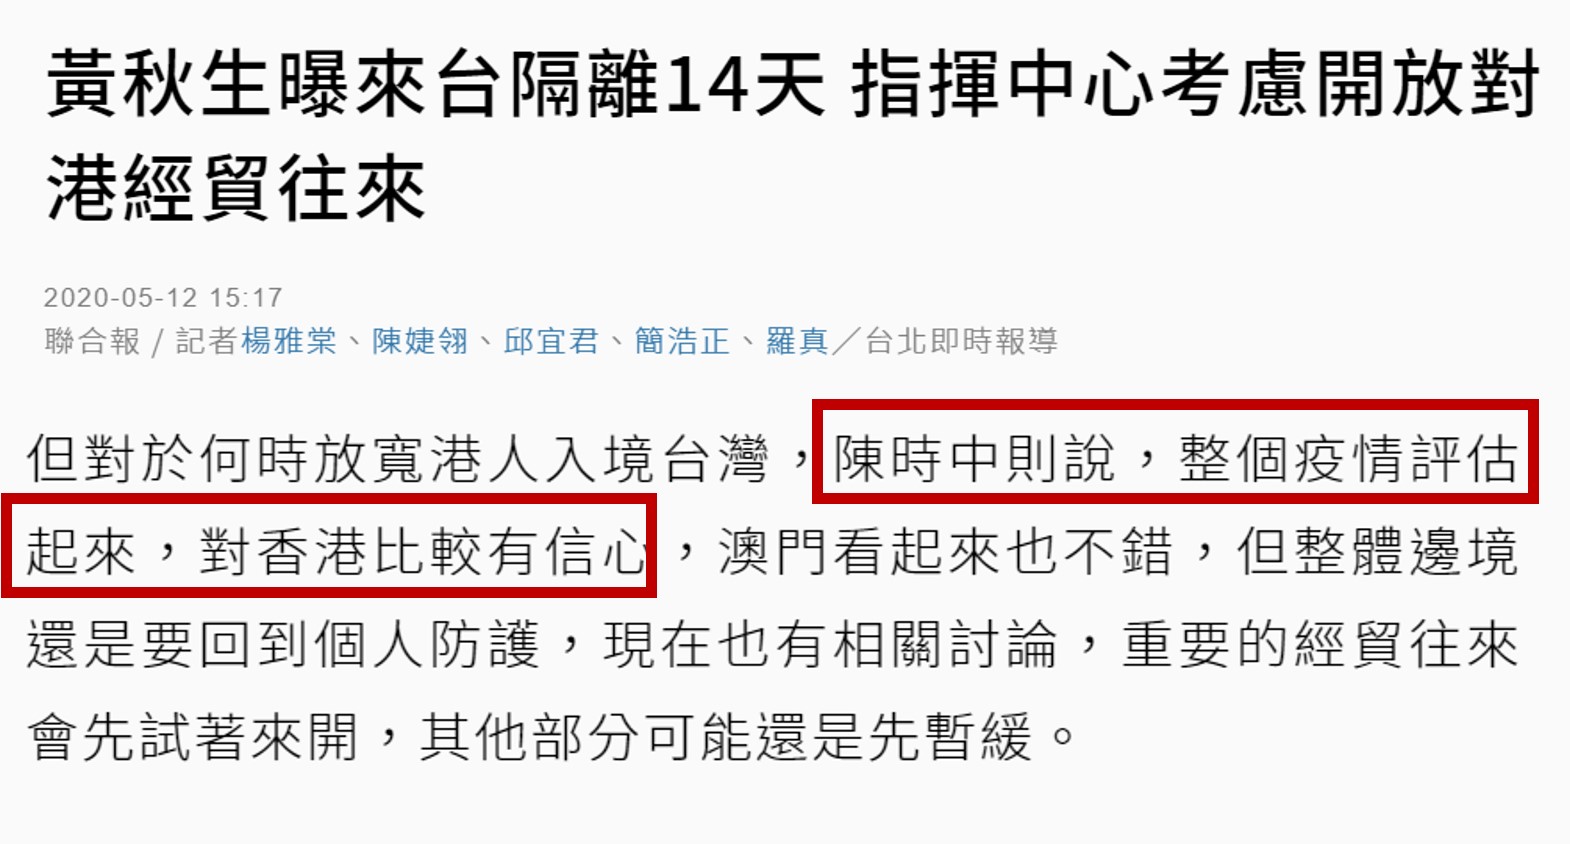 黃秋生曝來台隔離14天 指揮中心考慮開放對
港經貿往來
2020-05-12 15:17
聯合報 / 記者楊雅棠、陳婕翎、邱宜君、簡浩正、羅真／台北即時報導
但對於何時放寬港人入境台灣，陳時中則說，整個疫情評估
起來，對香港比較有信心，澳門看起來也不錯，但整體邊境
還是要回到個人防護，現在也有相關討論，重要的經貿往來
會先試著來開，其他部分可能還是先暫緩。